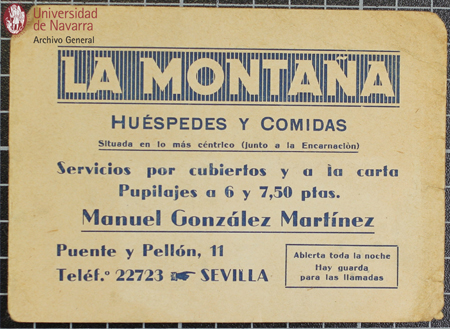 Universidad
de Navarra
Archivo General
LA MONTAÑA
HUÉSPEDES Y COMIDAS
Situada en lo más céntrico (junto a la Encarnación)
Servicios por cubiertos y a la carta
Pupilajes a 6 y 7,50 ptas.
Manuel González Martínez
Puente y Pellón, 11
Teléf.º 22723 ☛ SEVILLA
Abierta toda la noche
Hay guarda
para las llamadas